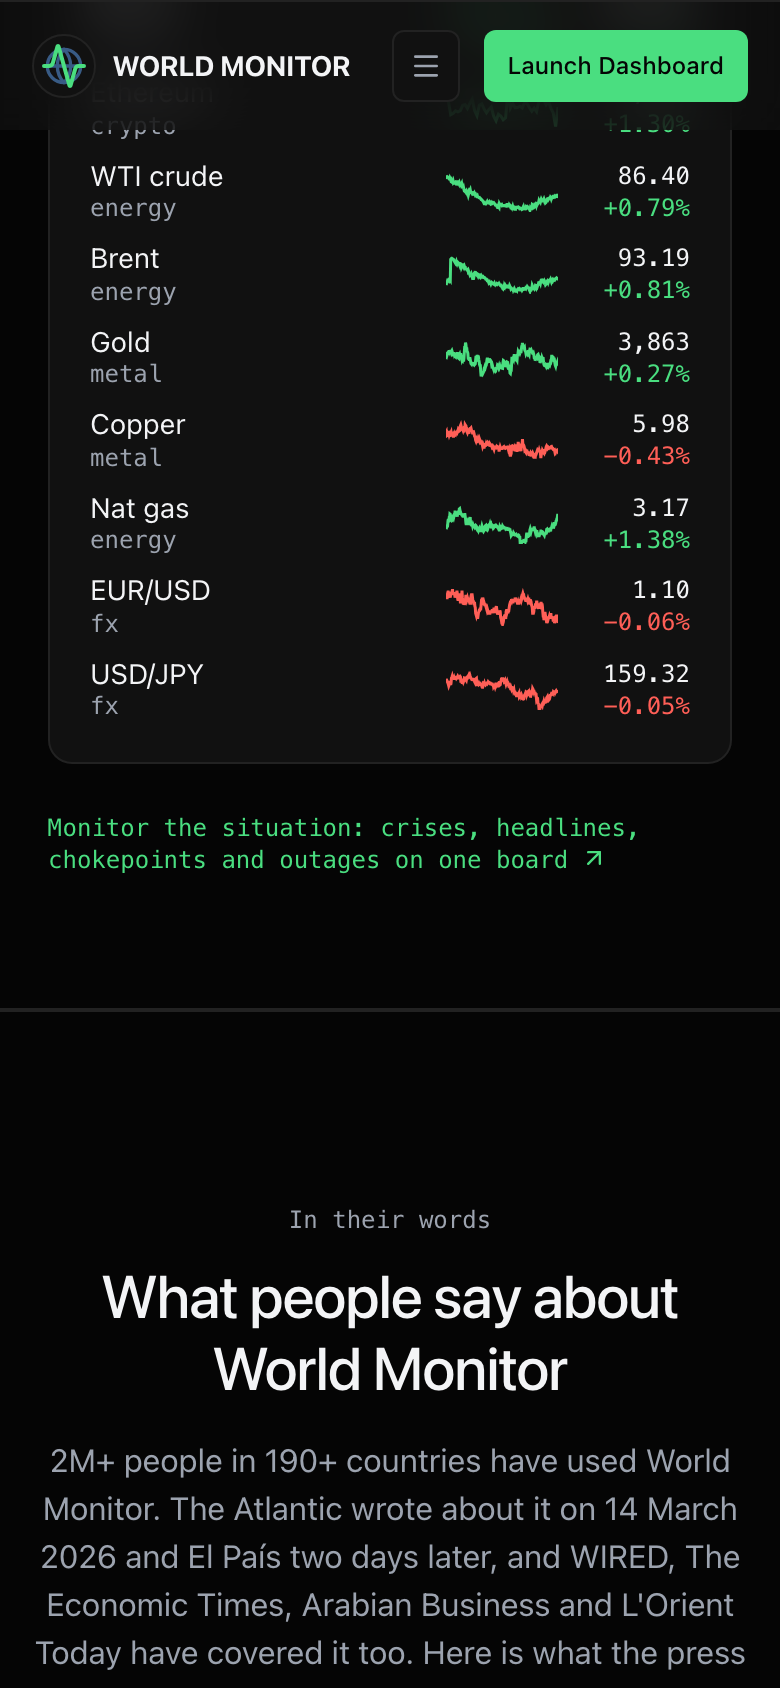 WORLD MONITOR
Launch Dashboard
Ethereum
crypto
+1.30%
WTI crude
86.40
energy
+0.79%
Brent
93.19
energy
+0.81%
Gold
3,863
metal
+0.27%
Copper
5.98
metal
−0.43%
Nat gas
3.17
energy
+1.38%
EUR/USD
1.10
fx
−0.06%
USD/JPY
159.32
fx
−0.05%
Monitor the situation: crises, headlines,
chokepoints and outages on one board ↗
In their words
What people say about
World Monitor
2M+ people in 190+ countries have used World
Monitor. The Atlantic wrote about it on 14 March
2026 and El País two days later, and WIRED, The
Economic Times, Arabian Business and L'Orient
Today have covered it too. Here is what the press